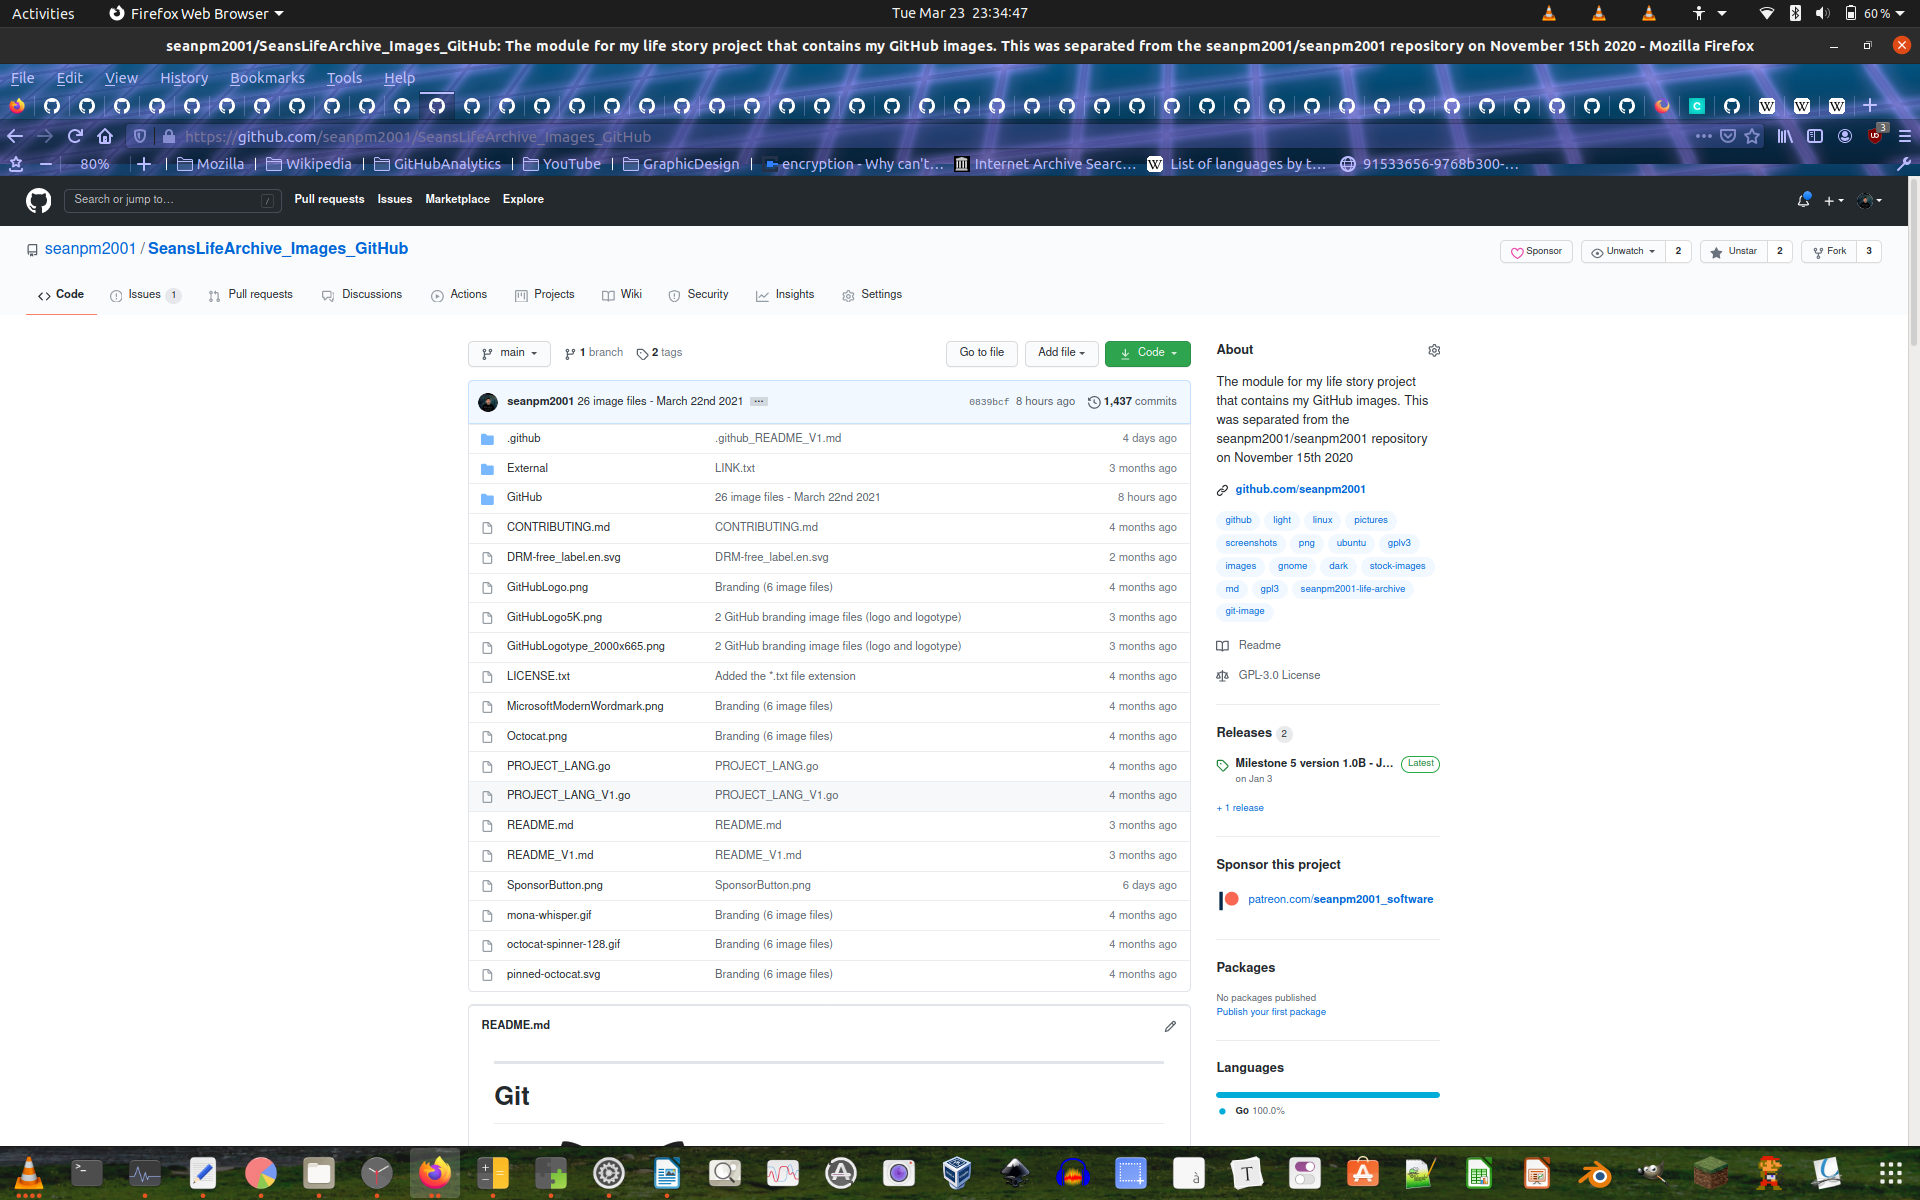 Activities
Firefox Web Browser
Tue Mar 23  23:34:47
60 %
seanpm2001/SeansLifeArchive_Images_GitHub: The module for my life story project that contains my GitHub images. This was separated from the seanpm2001/seanpm2001 repository on November 15th 2020 - Mozilla Firefox
File Edit View History Bookmarks Tools Help
https://github.com/seanpm2001/SeansLifeArchive_Images_GitHub
3
80%
Mozilla
Wikipedia
GitHubAnalytics
YouTube
GraphicDesign
encryption - Why can't…
Internet Archive Searc…
List of languages by t…
91533656-9768b300-…
Search or jump to…
/
Pull requests Issues Marketplace Explore
seanpm2001 / SeansLifeArchive_Images_GitHub
Sponsor
Unwatch 2
Unstar 2
Fork 3
Code
Issues 1
Pull requests
Discussions
Actions
Projects
Wiki
Security
Insights
Settings
main
1 branch
2 tags
Go to file
Add file
Code
seanpm2001 26 image files - March 22nd 2021 ...
0839bcf 8 hours ago 1,437 commits
.github .github_README_V1.md 4 days ago
External LINK.txt 3 months ago
GitHub 26 image files - March 22nd 2021 8 hours ago
CONTRIBUTING.md CONTRIBUTING.md 4 months ago
DRM-free_label.en.svg DRM-free_label.en.svg 2 months ago
GitHubLogo.png Branding (6 image files) 4 months ago
GitHubLogo5K.png 2 GitHub branding image files (logo and logotype) 3 months ago
GitHubLogotype_2000x665.png 2 GitHub branding image files (logo and logotype) 3 months ago
LICENSE.txt Added the *.txt file extension 4 months ago
MicrosoftModernWordmark.png Branding (6 image files) 4 months ago
Octocat.png Branding (6 image files) 4 months ago
PROJECT_LANG.go PROJECT_LANG.go 4 months ago
PROJECT_LANG_V1.go PROJECT_LANG_V1.go 4 months ago
README.md README.md 3 months ago
README_V1.md README_V1.md 3 months ago
SponsorButton.png SponsorButton.png 6 days ago
mona-whisper.gif Branding (6 image files) 4 months ago
octocat-spinner-128.gif Branding (6 image files) 4 months ago
pinned-octocat.svg Branding (6 image files) 4 months ago
README.md
Git
About
The module for my life story project
that contains my GitHub images. This
was separated from the
seanpm2001/seanpm2001 repository
on November 15th 2020
github.com/seanpm2001
github light linux pictures
screenshots png ubuntu gplv3
images gnome dark stock-images
md gpl3 seanpm2001-life-archive
git-image
Readme
GPL-3.0 License
Releases 2
Milestone 5 version 1.0B - J... Latest
on Jan 3
+ 1 release
Sponsor this project
patreon.com/seanpm2001_software
Packages
No packages published
Publish your first package
Languages
Go 100.0%